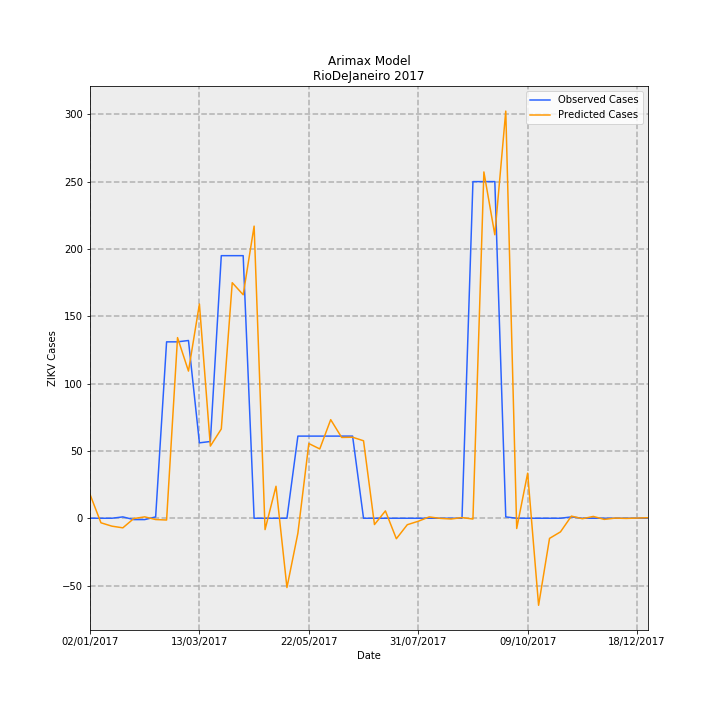 Arimax Model
RioDeJaneiro 2017
Observed Cases
Predicted Cases
300
250
200
150
100
50
0
−50
ZIKV Cases
02/01/2017 13/03/2017 22/05/2017 31/07/2017 09/10/2017 18/12/2017
Date